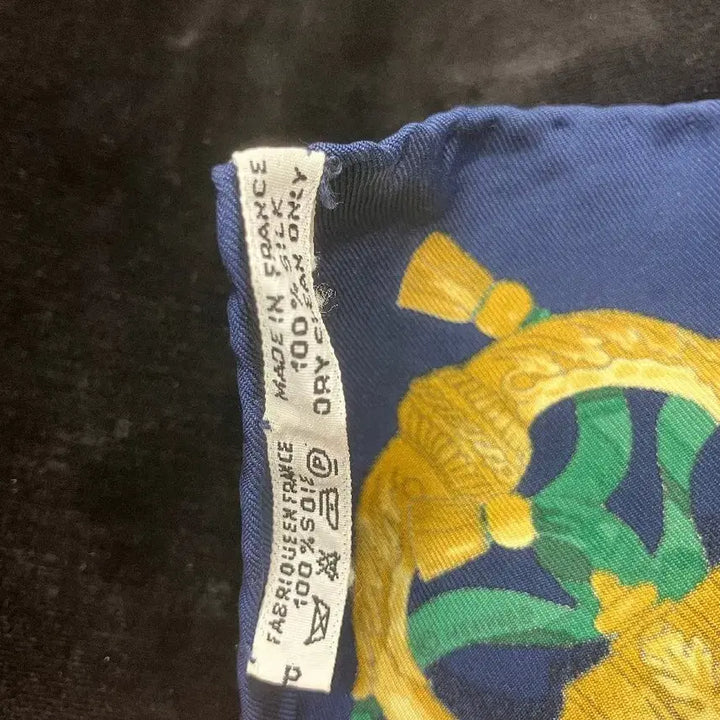 MADE IN FRANCE
100% SILK
DRY CLEAN ONLY
FABRIQUE EN FRANCE
100% SOIE
P
P